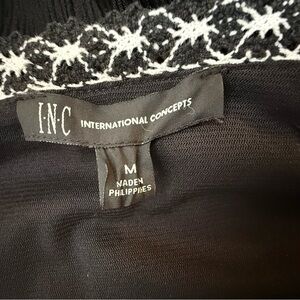 I·N·C INTERNATIONAL CONCEPTS
M
MADE IN
PHILIPPINES